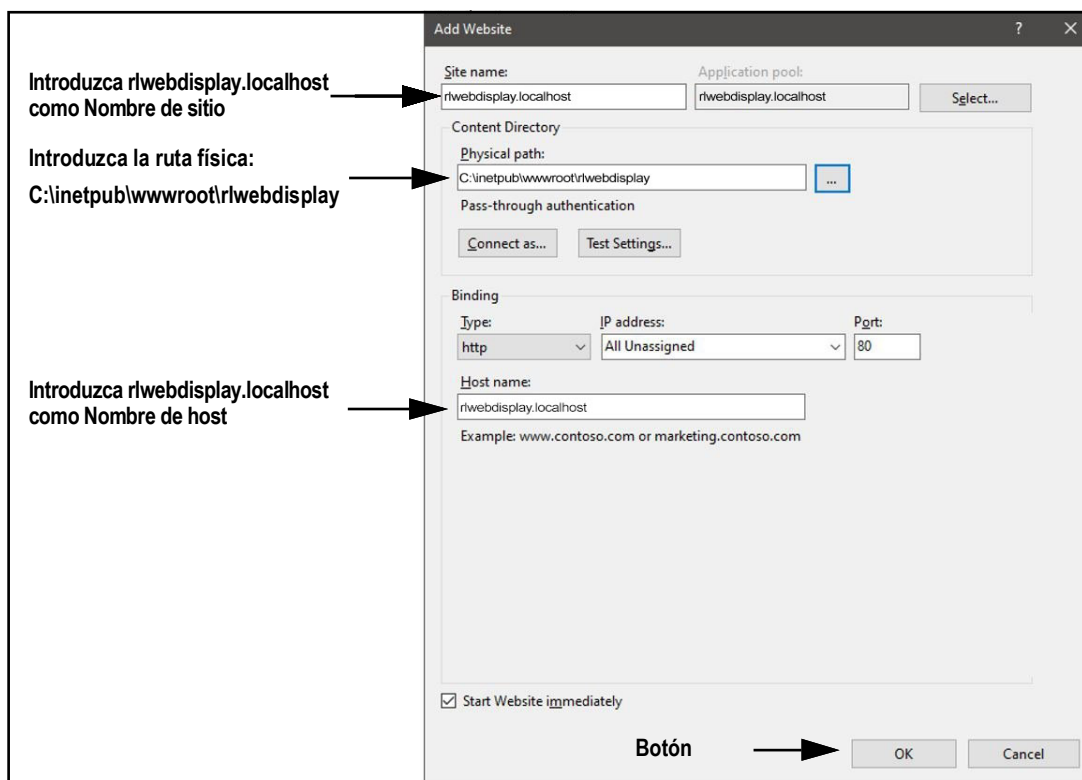 Add Website ? ×
Site name: Application pool:
Introduzca rlwebdisplay.localhost
como Nombre de sitio
rlwebdisplay.localhost rlwebdisplay.localhost Select...
Content Directory
Introduzca la ruta física:
C:\inetpub\wwwroot\rlwebdisplay
Physical path:
C:\inetpub\wwwroot\rlwebdisplay ...
Pass-through authentication
Connect as... Test Settings...
Binding
Type: IP address: Port:
http All Unassigned 80
Introduzca rlwebdisplay.localhost
como Nombre de host
Host name:
rlwebdisplay.localhost
Example: www.contoso.com or marketing.contoso.com
Start Website immediately
Botón
OK Cancel